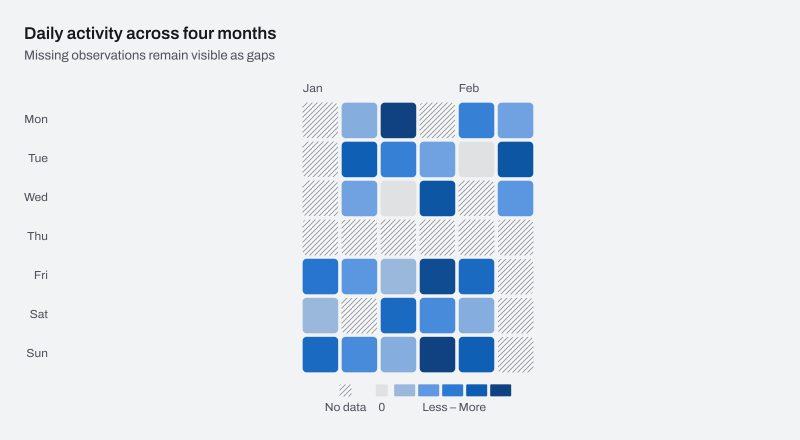 Daily activity across four months
Missing observations remain visible as gaps
Jan Feb
Mon
Tue
Wed
Thu
Fri
Sat
Sun
No data 0 Less – More